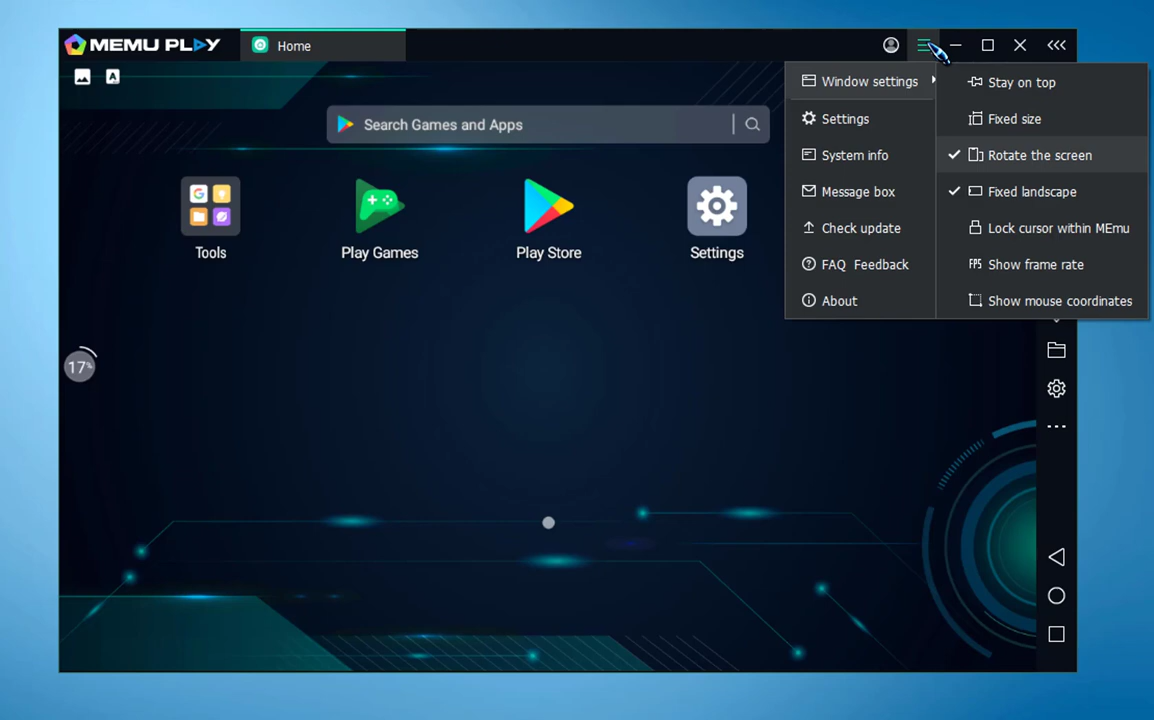 MEMU PLAY
Home
A
Search Games and Apps
G
Tools
Play Games
Play Store
Settings
17%
Window settings
Settings
System info
Message box
Check update
FAQ Feedback
About
Stay on top
Fixed size
Rotate the screen
Fixed landscape
Lock cursor within MEmu
FPS Show frame rate
Show mouse coordinates